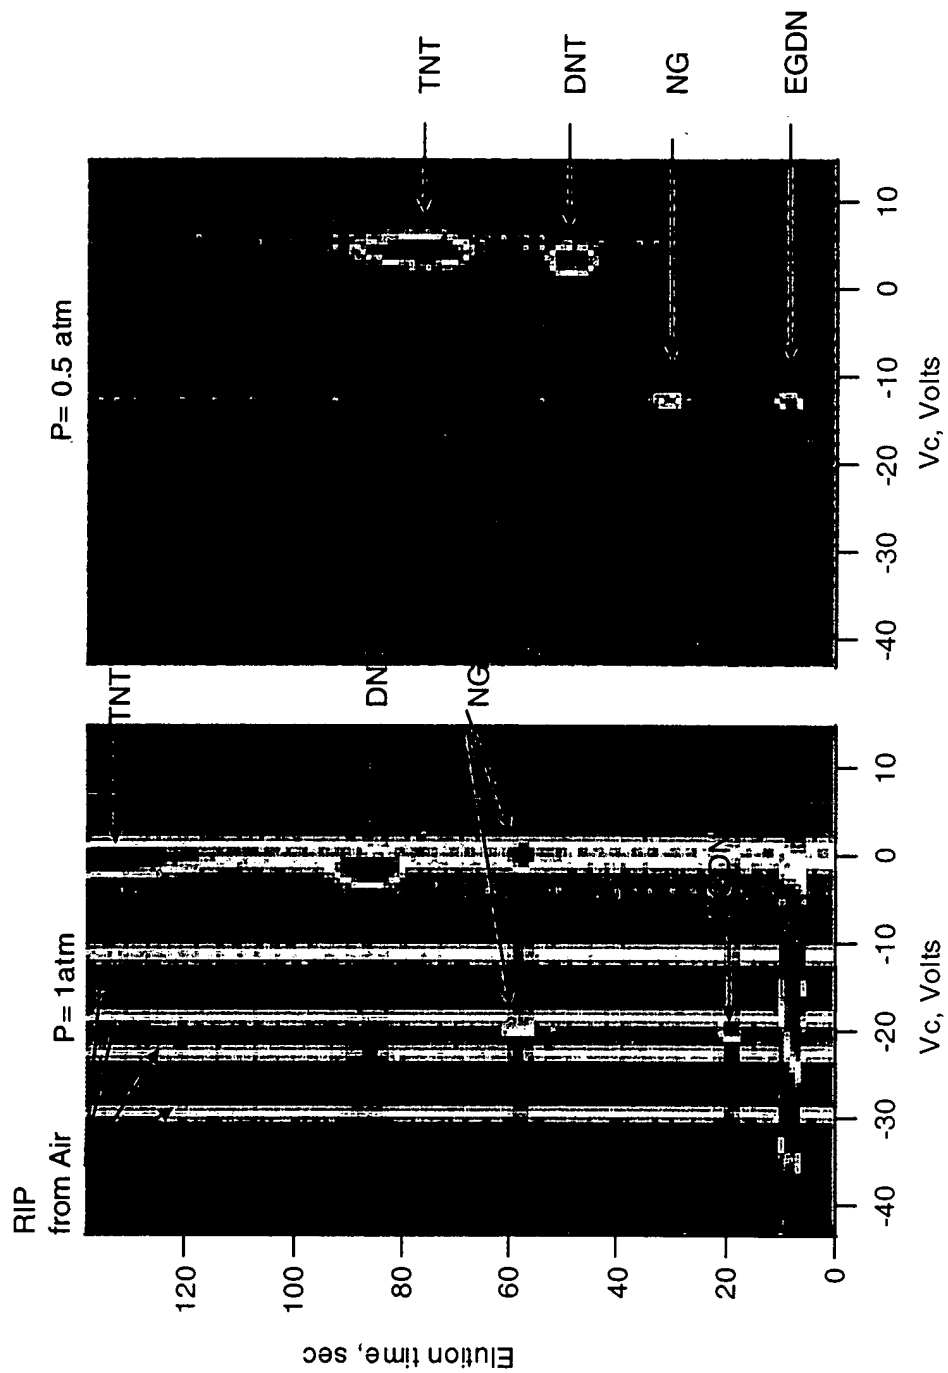 RIP
from Air
P= 1atm
P= 0.5 atm
TNT
DN
NG
TNT
DNT
NG
EGDN
Elution time, sec
120
100
80
60
40
20
0
-40
-30
-20
-10
0
10
Vc, Volts
-40
-30
-20
-10
0
10
Vc, Volts